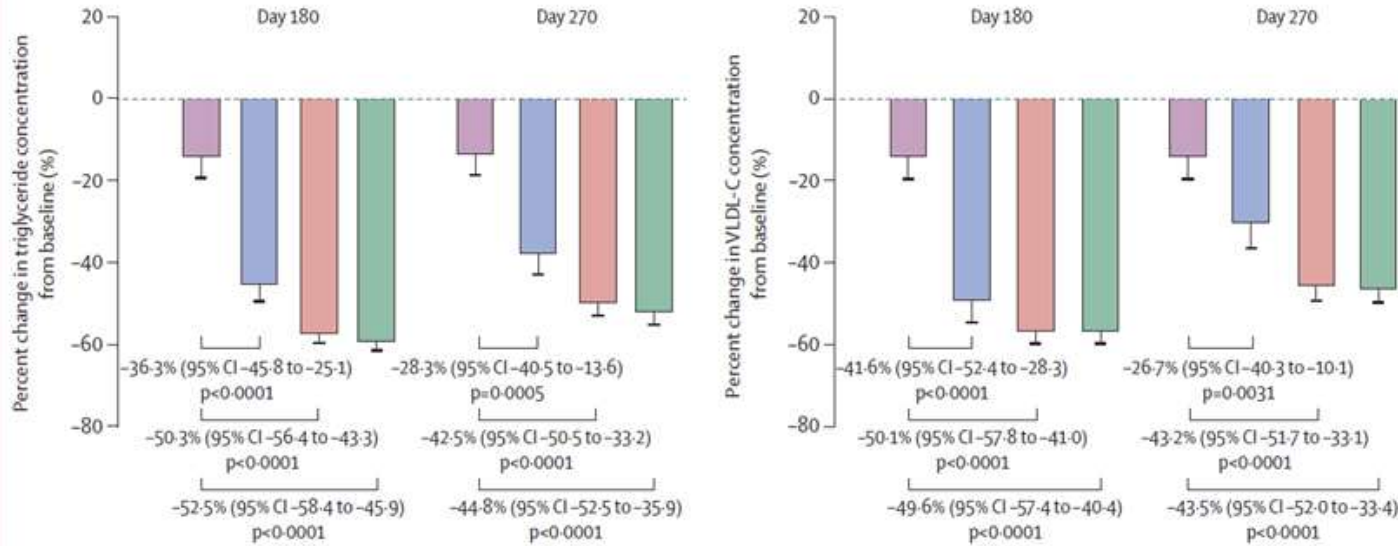 Percent change in triglyceride concentration
from baseline (%)
20
0
−20
−40
−60
−80
Day 180
Day 270
−36·3% (95% CI −45·8 to −25·1)
p<0·0001
−28·3% (95% CI −40·5 to −13·6)
p=0·0005
−50·3% (95% CI −56·4 to −43·3)
p<0·0001
−42·5% (95% CI −50·5 to −33·2)
p<0·0001
−52·5% (95% CI −58·4 to −45·9)
p<0·0001
−44·8% (95% CI −52·5 to −35·9)
p<0·0001
Percent change in VLDL-C concentration
from baseline (%)
20
0
−20
−40
−60
−80
Day 180
Day 270
−41·6% (95% CI −52·4 to −28·3)
p<0·0001
−26·7% (95% CI −40·3 to −10·1)
p=0·0031
−50·1% (95% CI −57·8 to −41·0)
p<0·0001
−43·2% (95% CI −51·7 to −33·1)
p<0·0001
−49·6% (95% CI −57·4 to −40·4)
p<0·0001
−43·5% (95% CI −52·0 to −33·4)
p<0·0001